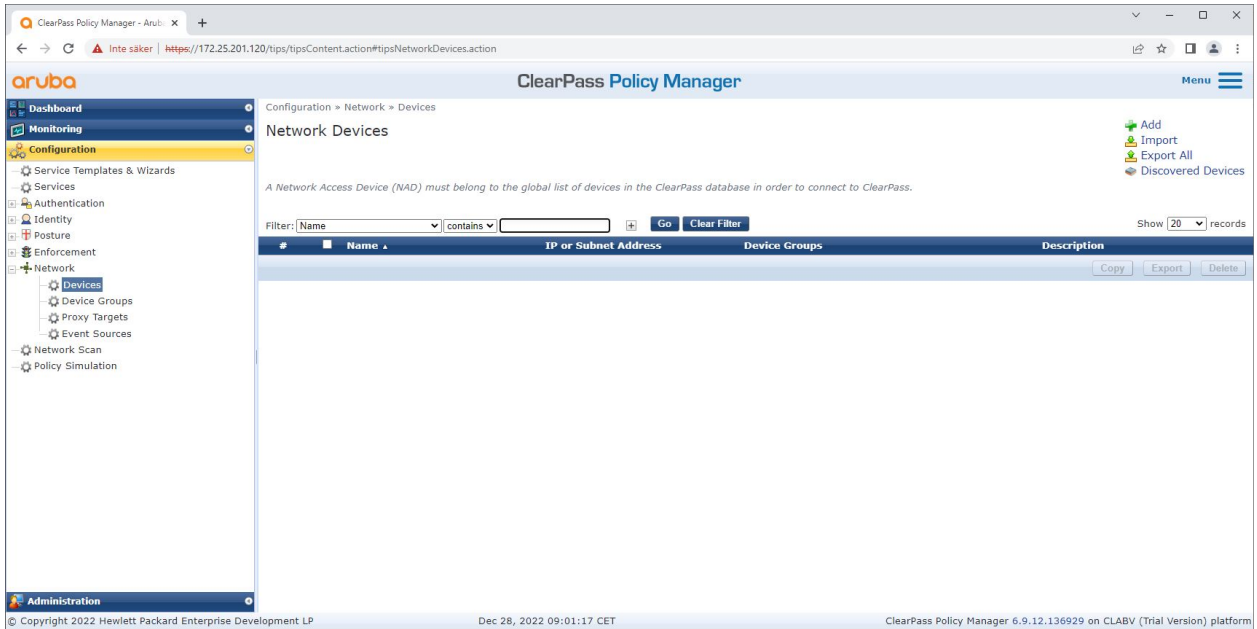 ClearPass Policy Manager - Arub
Inte säker | https://172.25.201.120/tips/tipsContent.action#tipsNetworkDevices.action
aruba
ClearPass Policy Manager
Menu
Dashboard
Monitoring
Configuration
Service Templates & Wizards
Services
Authentication
Identity
Posture
Enforcement
Network
Devices
Device Groups
Proxy Targets
Event Sources
Network Scan
Policy Simulation
Administration
Configuration » Network » Devices
Network Devices
Add
Import
Export All
Discovered Devices
A Network Access Device (NAD) must belong to the global list of devices in the ClearPass database in order to connect to ClearPass.
Filter: Name contains Go Clear Filter Show 20 records
# Name IP or Subnet Address Device Groups Description
Copy Export Delete
© Copyright 2022 Hewlett Packard Enterprise Development LP Dec 28, 2022 09:01:17 CET ClearPass Policy Manager 6.9.12.136929 on CLABV (Trial Version) platform